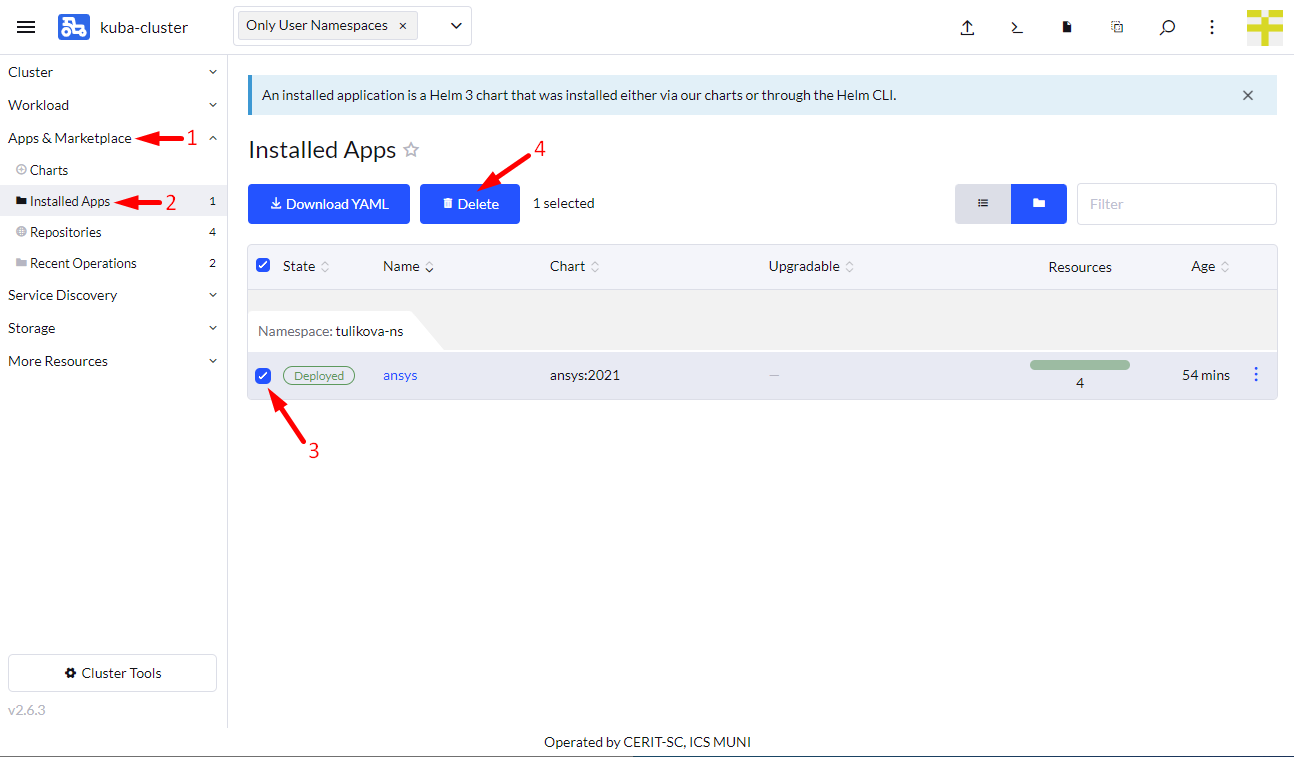 kuba-cluster
Only User Namespaces ×
Cluster
Workload
Apps & Marketplace 1
Charts
Installed Apps 2 1
Repositories 4
Recent Operations 2
Service Discovery
Storage
More Resources
Cluster Tools
v2.6.3
An installed application is a Helm 3 chart that was installed either via our charts or through the Helm CLI.
Installed Apps
4
Download YAML Delete 1 selected Filter
State Name Chart Upgradable Resources Age
Namespace: tulikova-ns
Deployed ansys ansys:2021 — 4 54 mins
3
Operated by CERIT-SC, ICS MUNI